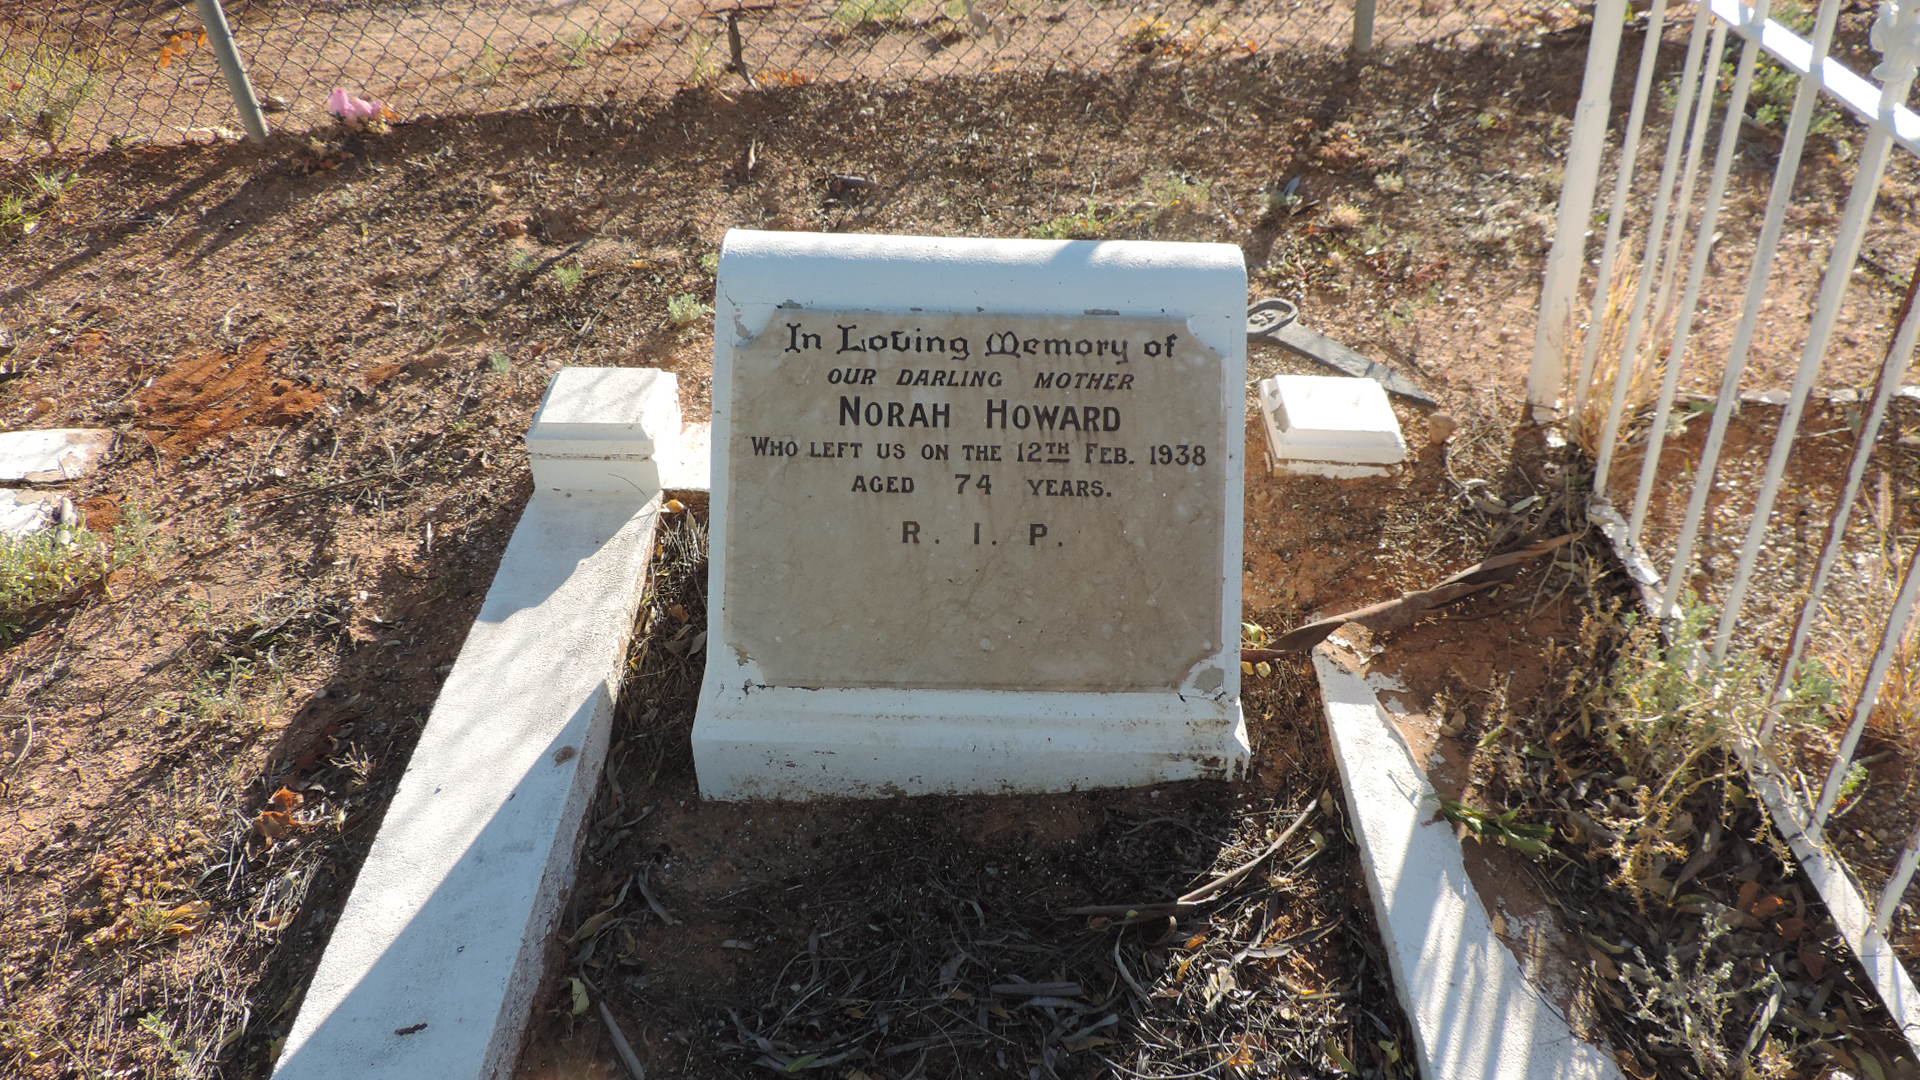 In Loving Memory of
OUR DARLING MOTHER
NORAH HOWARD
WHO LEFT US ON THE 12TH FEB. 1938
AGED 74 YEARS.
R. I. P.